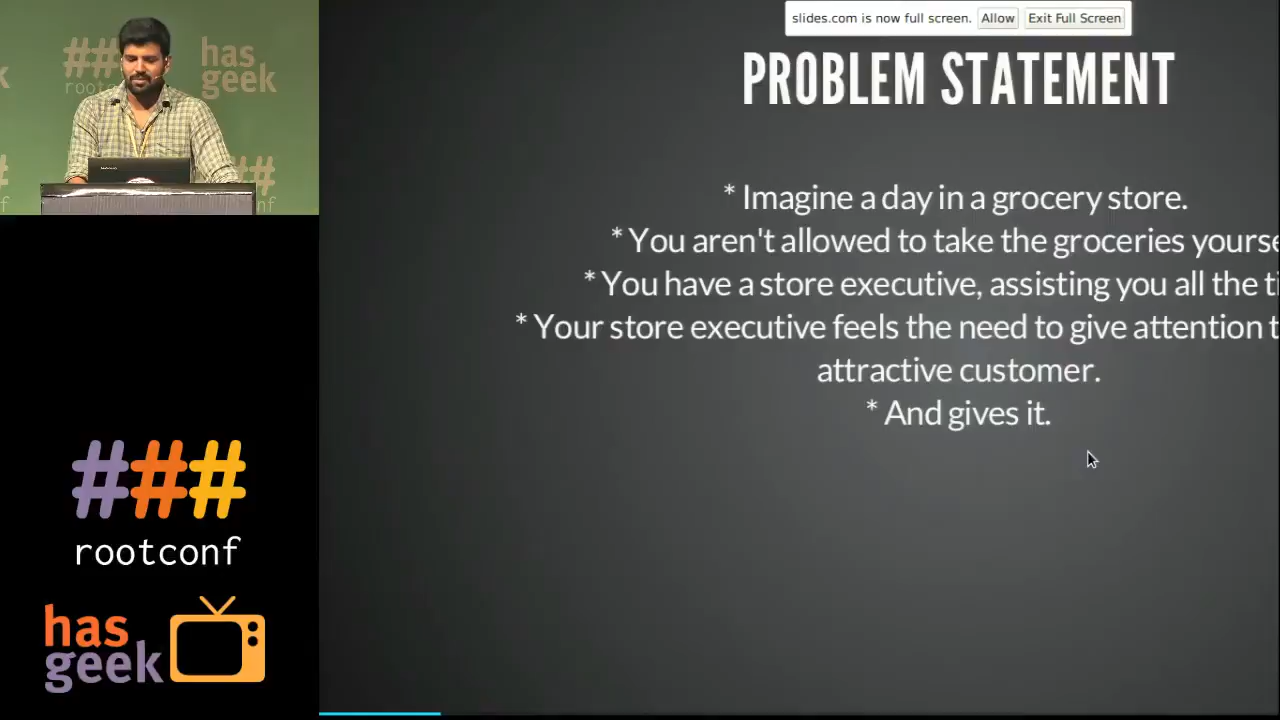 slides.com is now full screen. Allow Exit Full Screen
PROBLEM STATEMENT
* Imagine a day in a grocery store.
* You aren't allowed to take the groceries yourse
* You have a store executive, assisting you all the ti
* Your store executive feels the need to give attention t
attractive customer.
* And gives it.
## has
geek
###
rootconf
has
geek